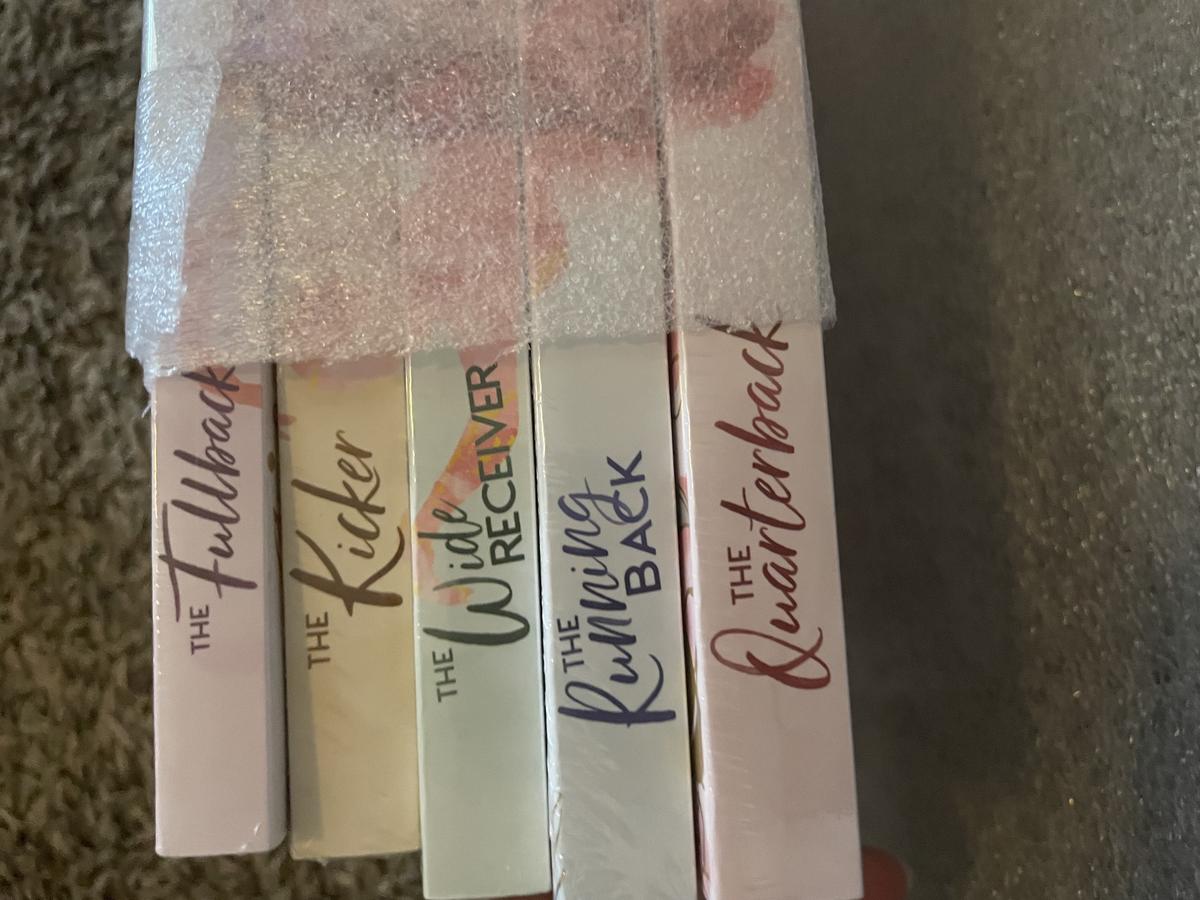 THE
Fullback
THE
Kicker
THE
Wide
RECEIVER
THE
Running
BACK
THE
Quarterback